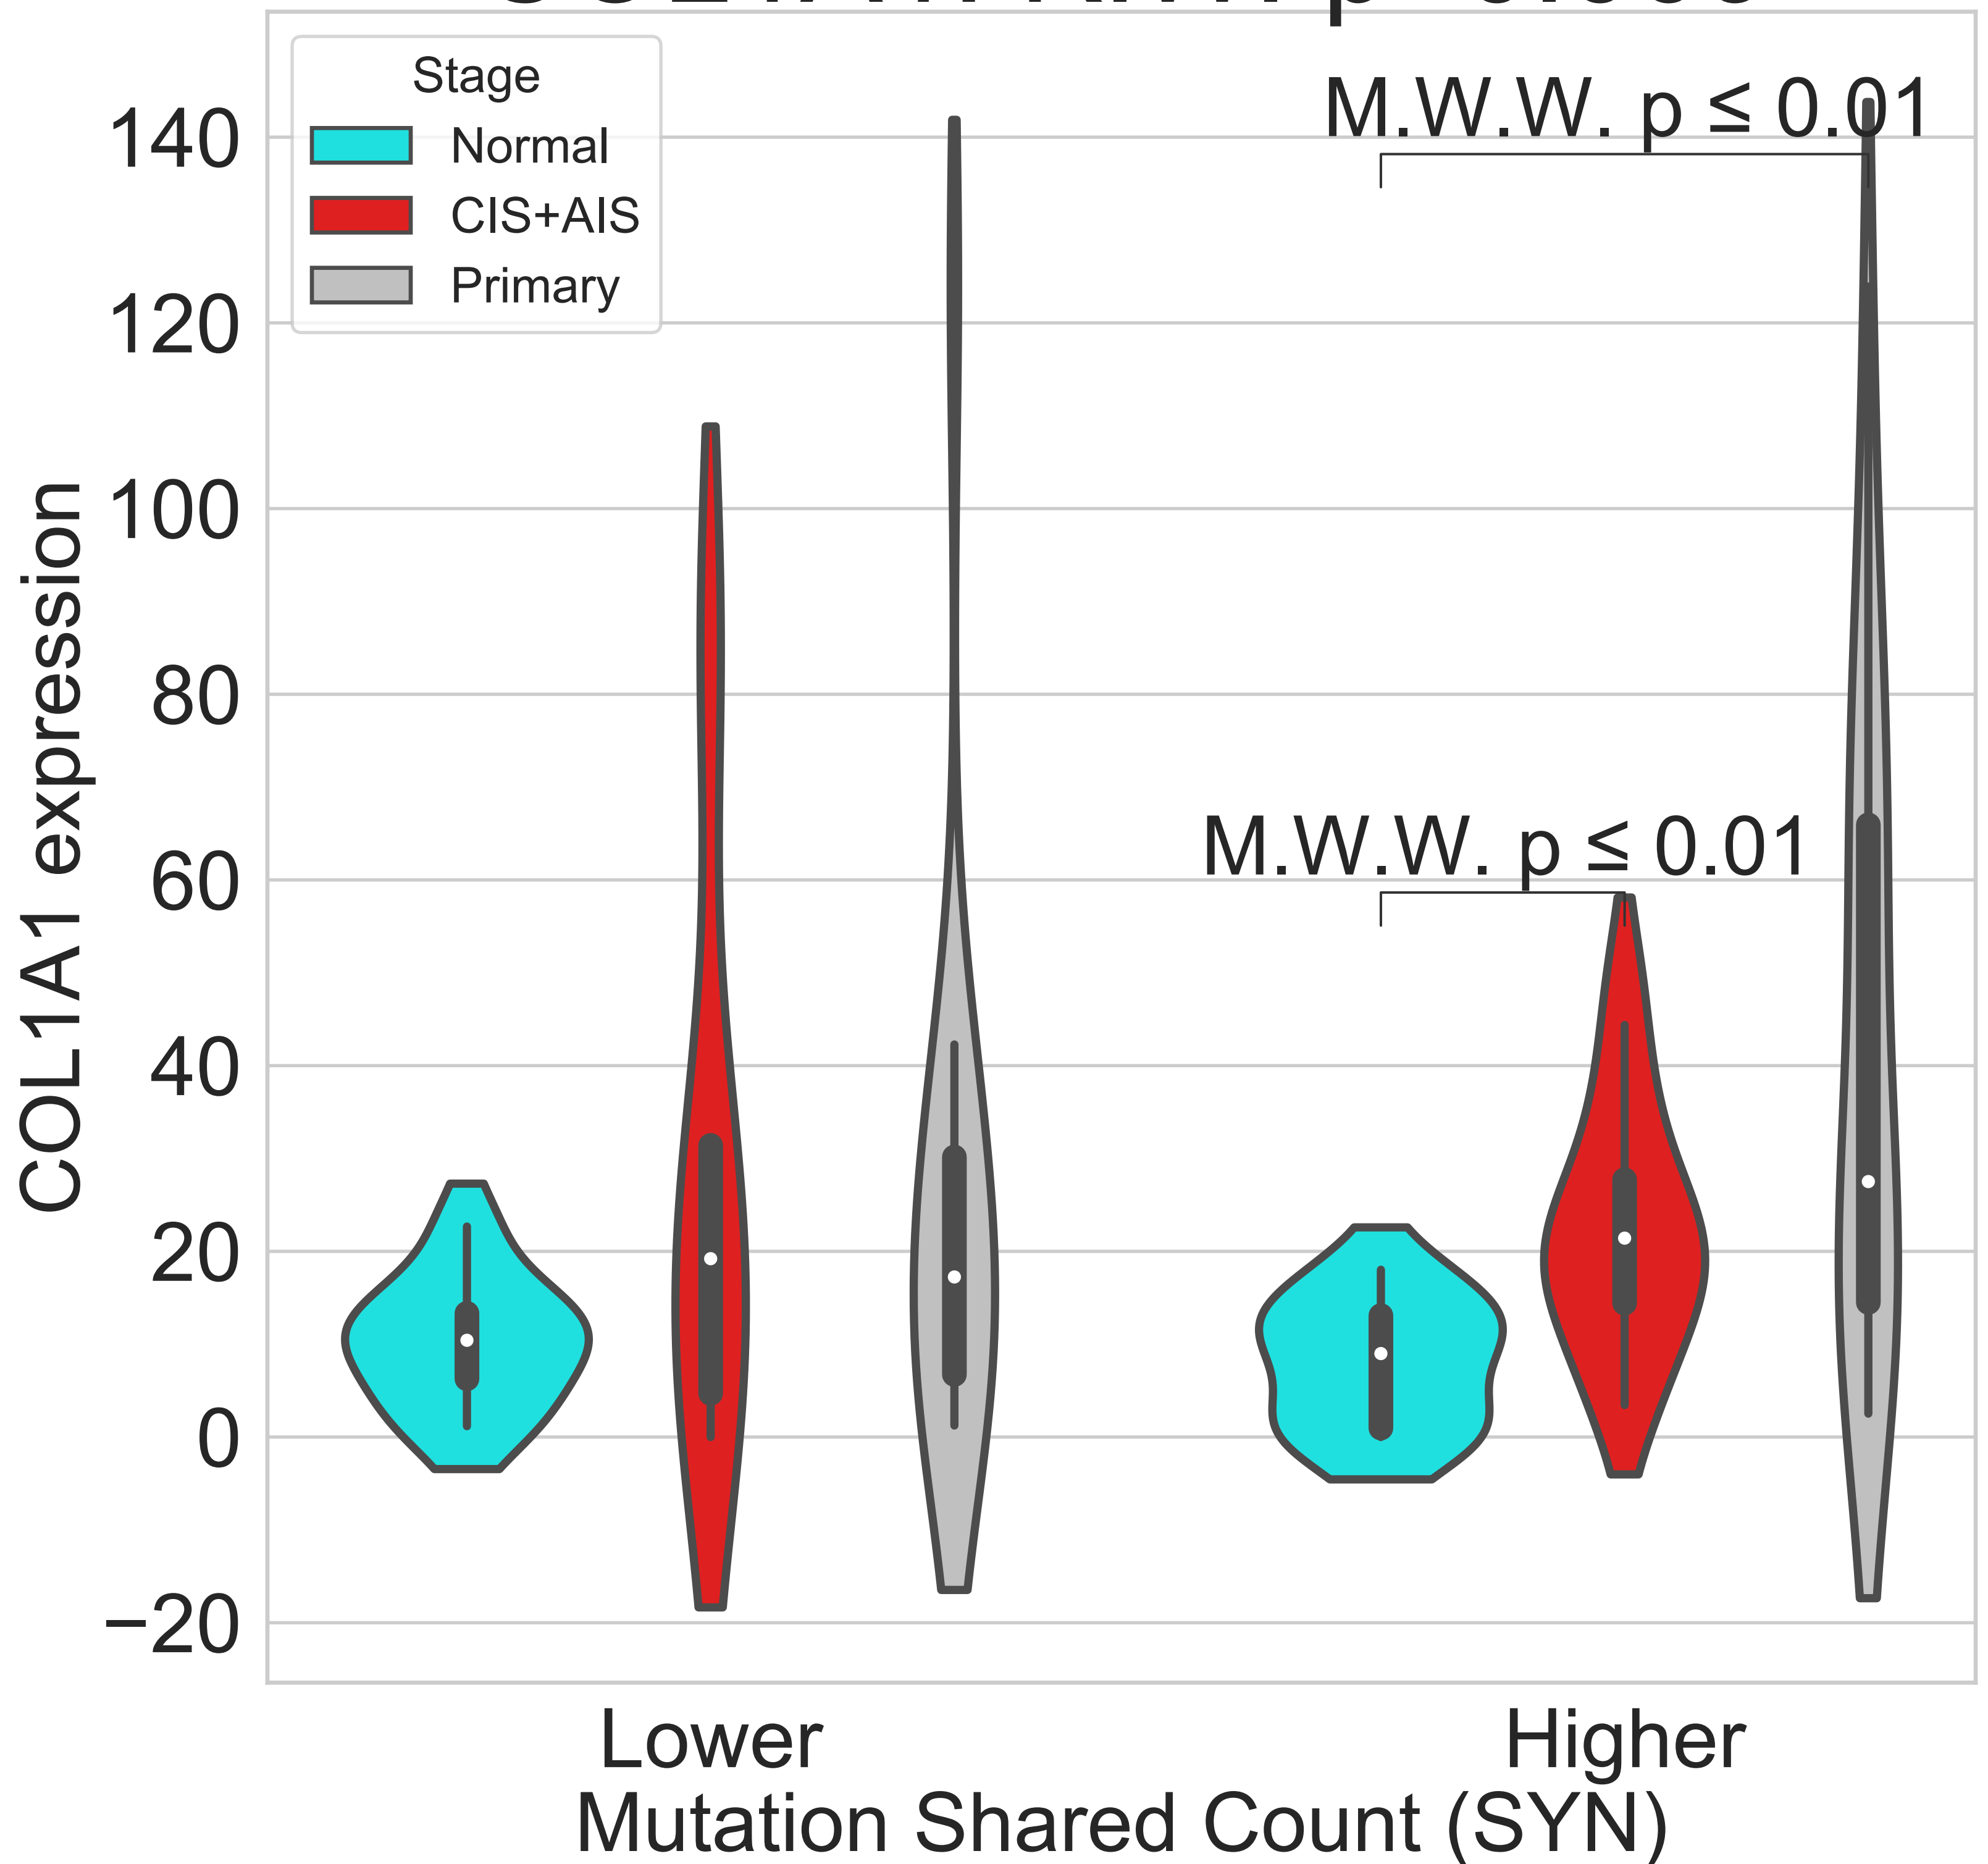 Stage
Normal
CIS+AIS
Primary
M.W.W. p ≤ 0.01
M.W.W. p ≤ 0.01
140
120
100
80
60
40
20
0
−20
COL1A1 expression
Lower
Higher
Mutation Shared Count (SYN)